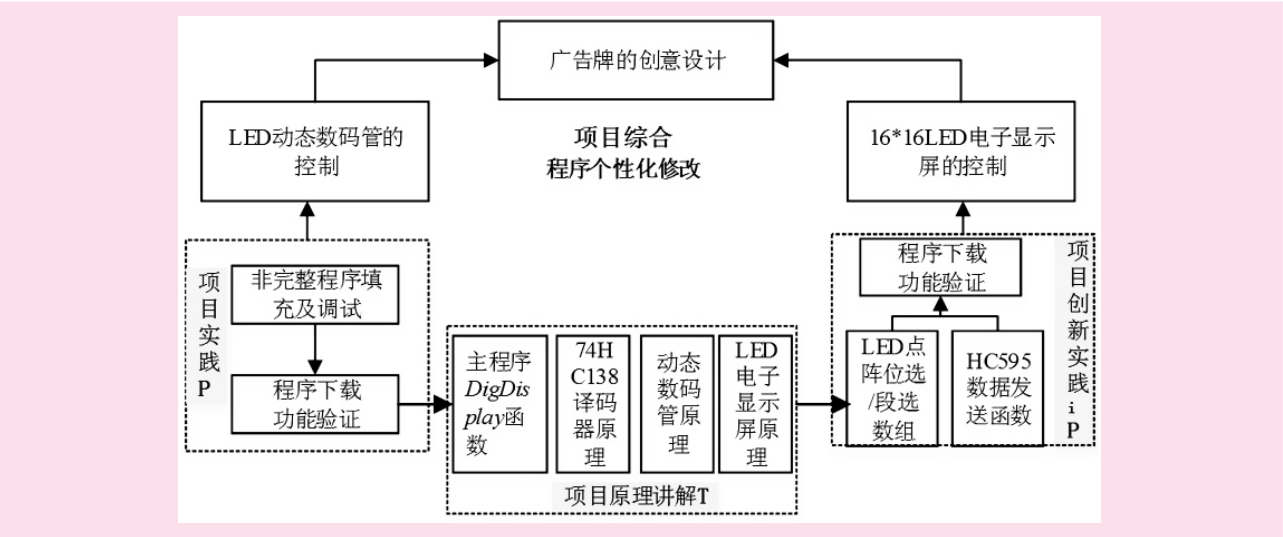 广告牌的创意设计
LED动态数码管的
控制
项目综合
程序个性化修改
16*16LED电子显示
屏的控制
项
目
实
践
P
非完整程序填
充及调试
程序下载
功能验证
主程序
DigDis
play函
数
74H
C138
译码
器原
理
动态
数码
管原
理
LED
电子
显示
屏原
理
项目原理讲解T
程序下载
功能验证
LED点
阵位选
/段选
数组
HC595
数据发
送函数
项
目
创
新
实
践
i
P